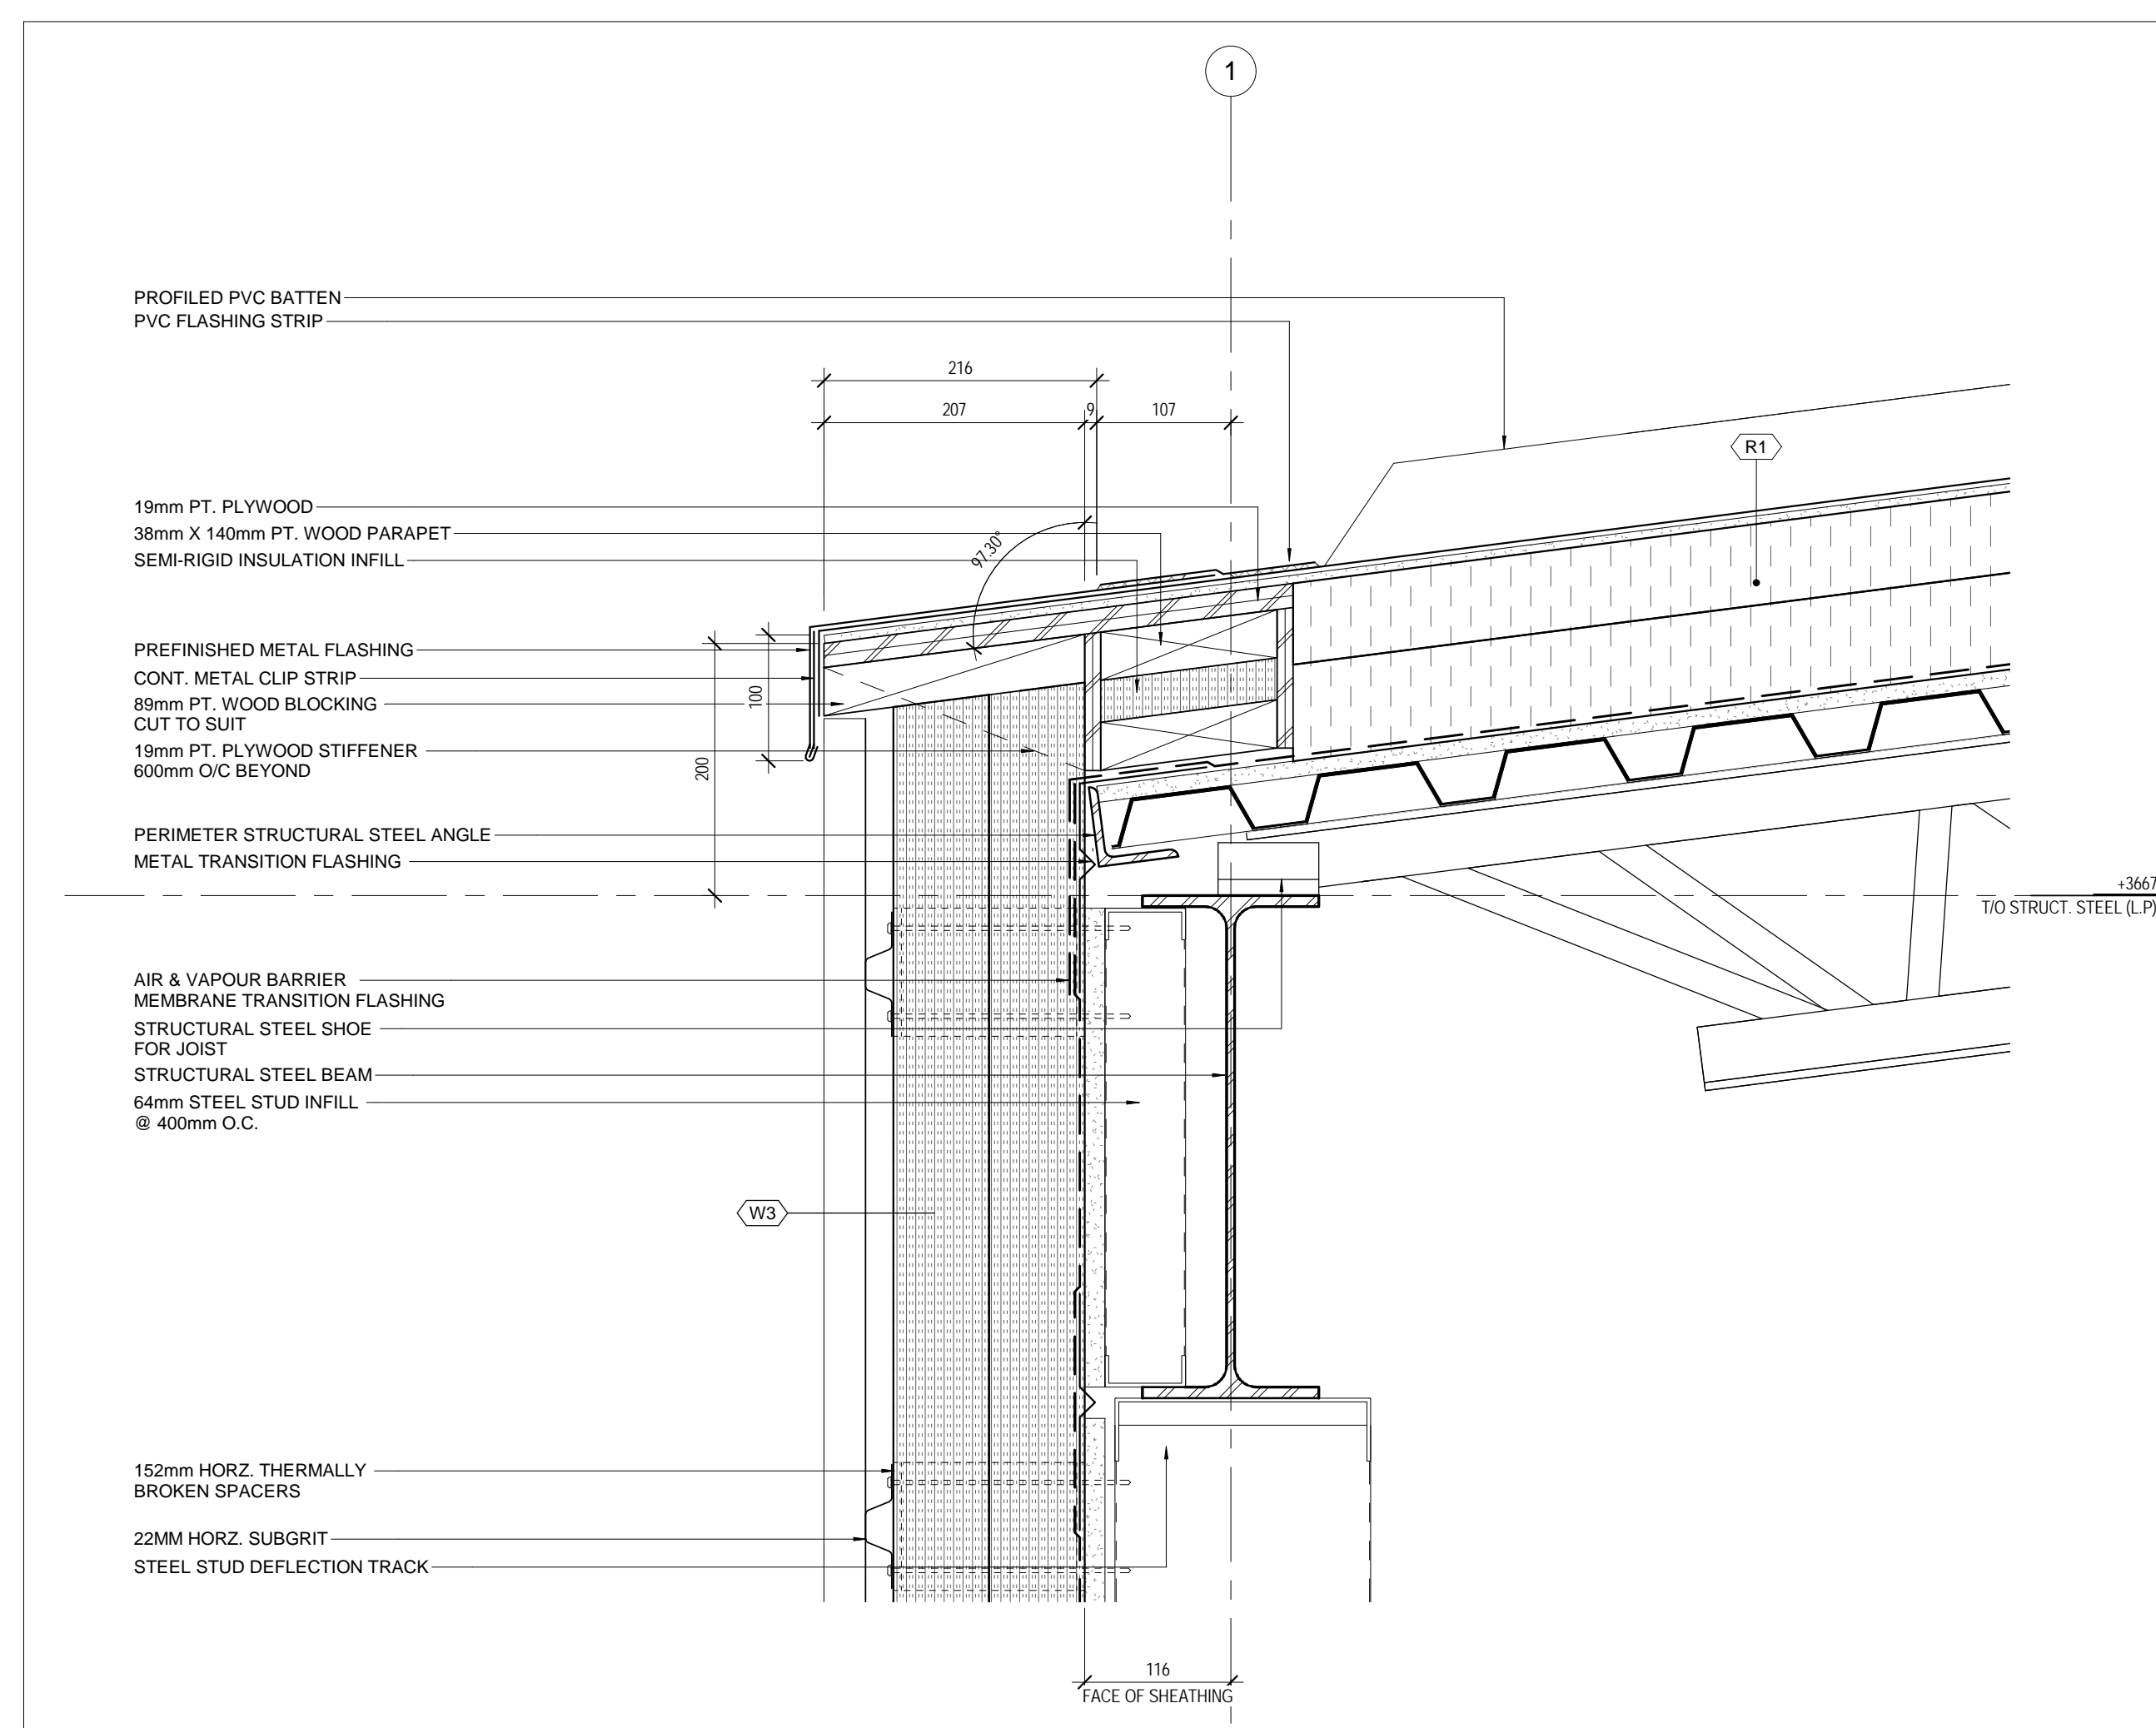 1
PROFILED PVC BATTEN
PVC FLASHING STRIP
216
207
9
107
R1
19mm PT. PLYWOOD
38mm X 140mm PT. WOOD PARAPET
SEMI-RIGID INSULATION INFILL
97.30°
PREFINISHED METAL FLASHING
CONT. METAL CLIP STRIP
89mm PT. WOOD BLOCKING
CUT TO SUIT
19mm PT. PLYWOOD STIFFENER
600mm O/C BEYOND
100
200
PERIMETER STRUCTURAL STEEL ANGLE
METAL TRANSITION FLASHING
+3667
T/O STRUCT. STEEL (L.P)
AIR & VAPOUR BARRIER
MEMBRANE TRANSITION FLASHING
STRUCTURAL STEEL SHOE
FOR JOIST
STRUCTURAL STEEL BEAM
64mm STEEL STUD INFILL
@ 400mm O.C.
W3
152mm HORZ. THERMALLY
BROKEN SPACERS
22MM HORZ. SUBGRIT
STEEL STUD DEFLECTION TRACK
116
FACE OF SHEATHING